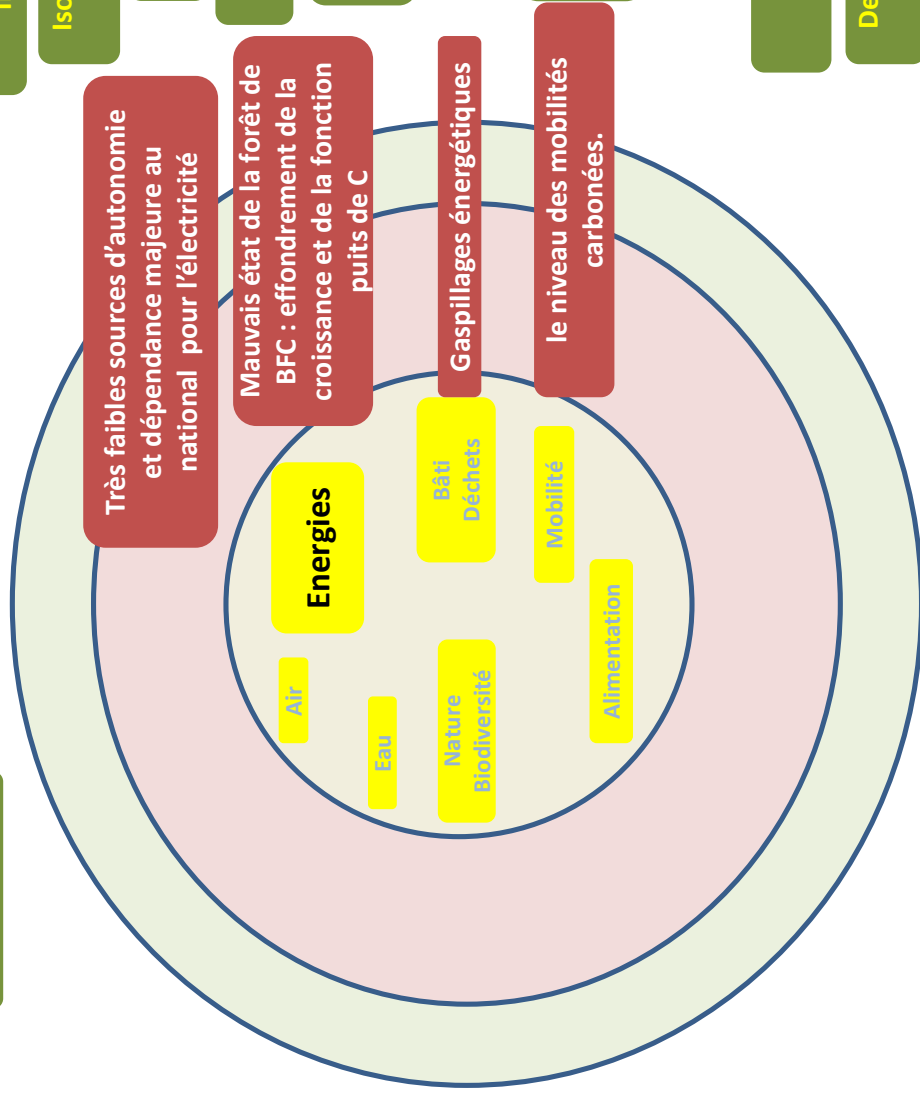 Très faibles sources d'autonomie
et dépendance majeure au
national pour l'électricité
Mauvais état de la forêt de
BFC : effondrement de la
croissance et de la fonction
puits de C
Gaspillages énergétiques
le niveau des mobilités
carbonées.
Energies
Bâti
Déchets
Mobilité
Air
Eau
Nature
Biodiversité
Alimentation